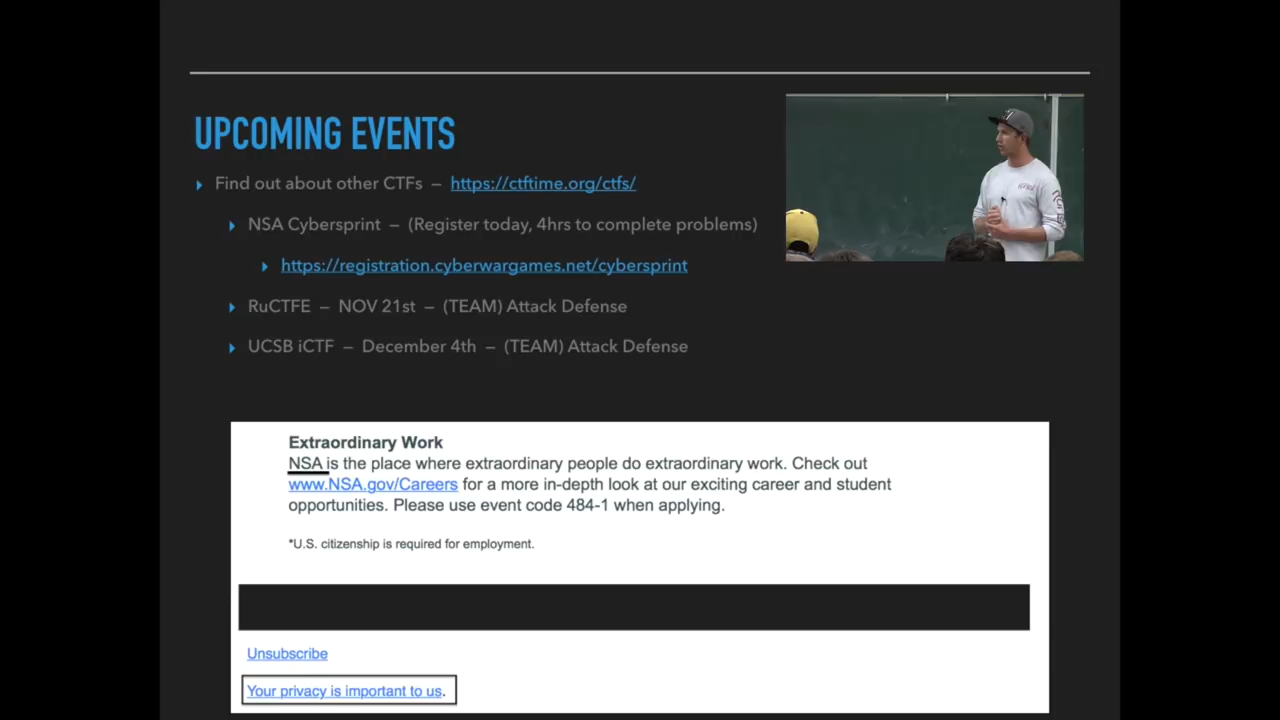 UPCOMING EVENTS
Find out about other CTFs – https://ctftime.org/ctfs/
NSA Cybersprint – (Register today, 4hrs to complete problems)
https://registration.cyberwargames.net/cybersprint
RuCTFE – NOV 21st – (TEAM) Attack Defense
UCSB iCTF – December 4th – (TEAM) Attack Defense
Extraordinary Work
NSA is the place where extraordinary people do extraordinary work. Check out
www.NSA.gov/Careers for a more in-depth look at our exciting career and student
opportunities. Please use event code 484-1 when applying.
*U.S. citizenship is required for employment.
Unsubscribe
Your privacy is important to us.